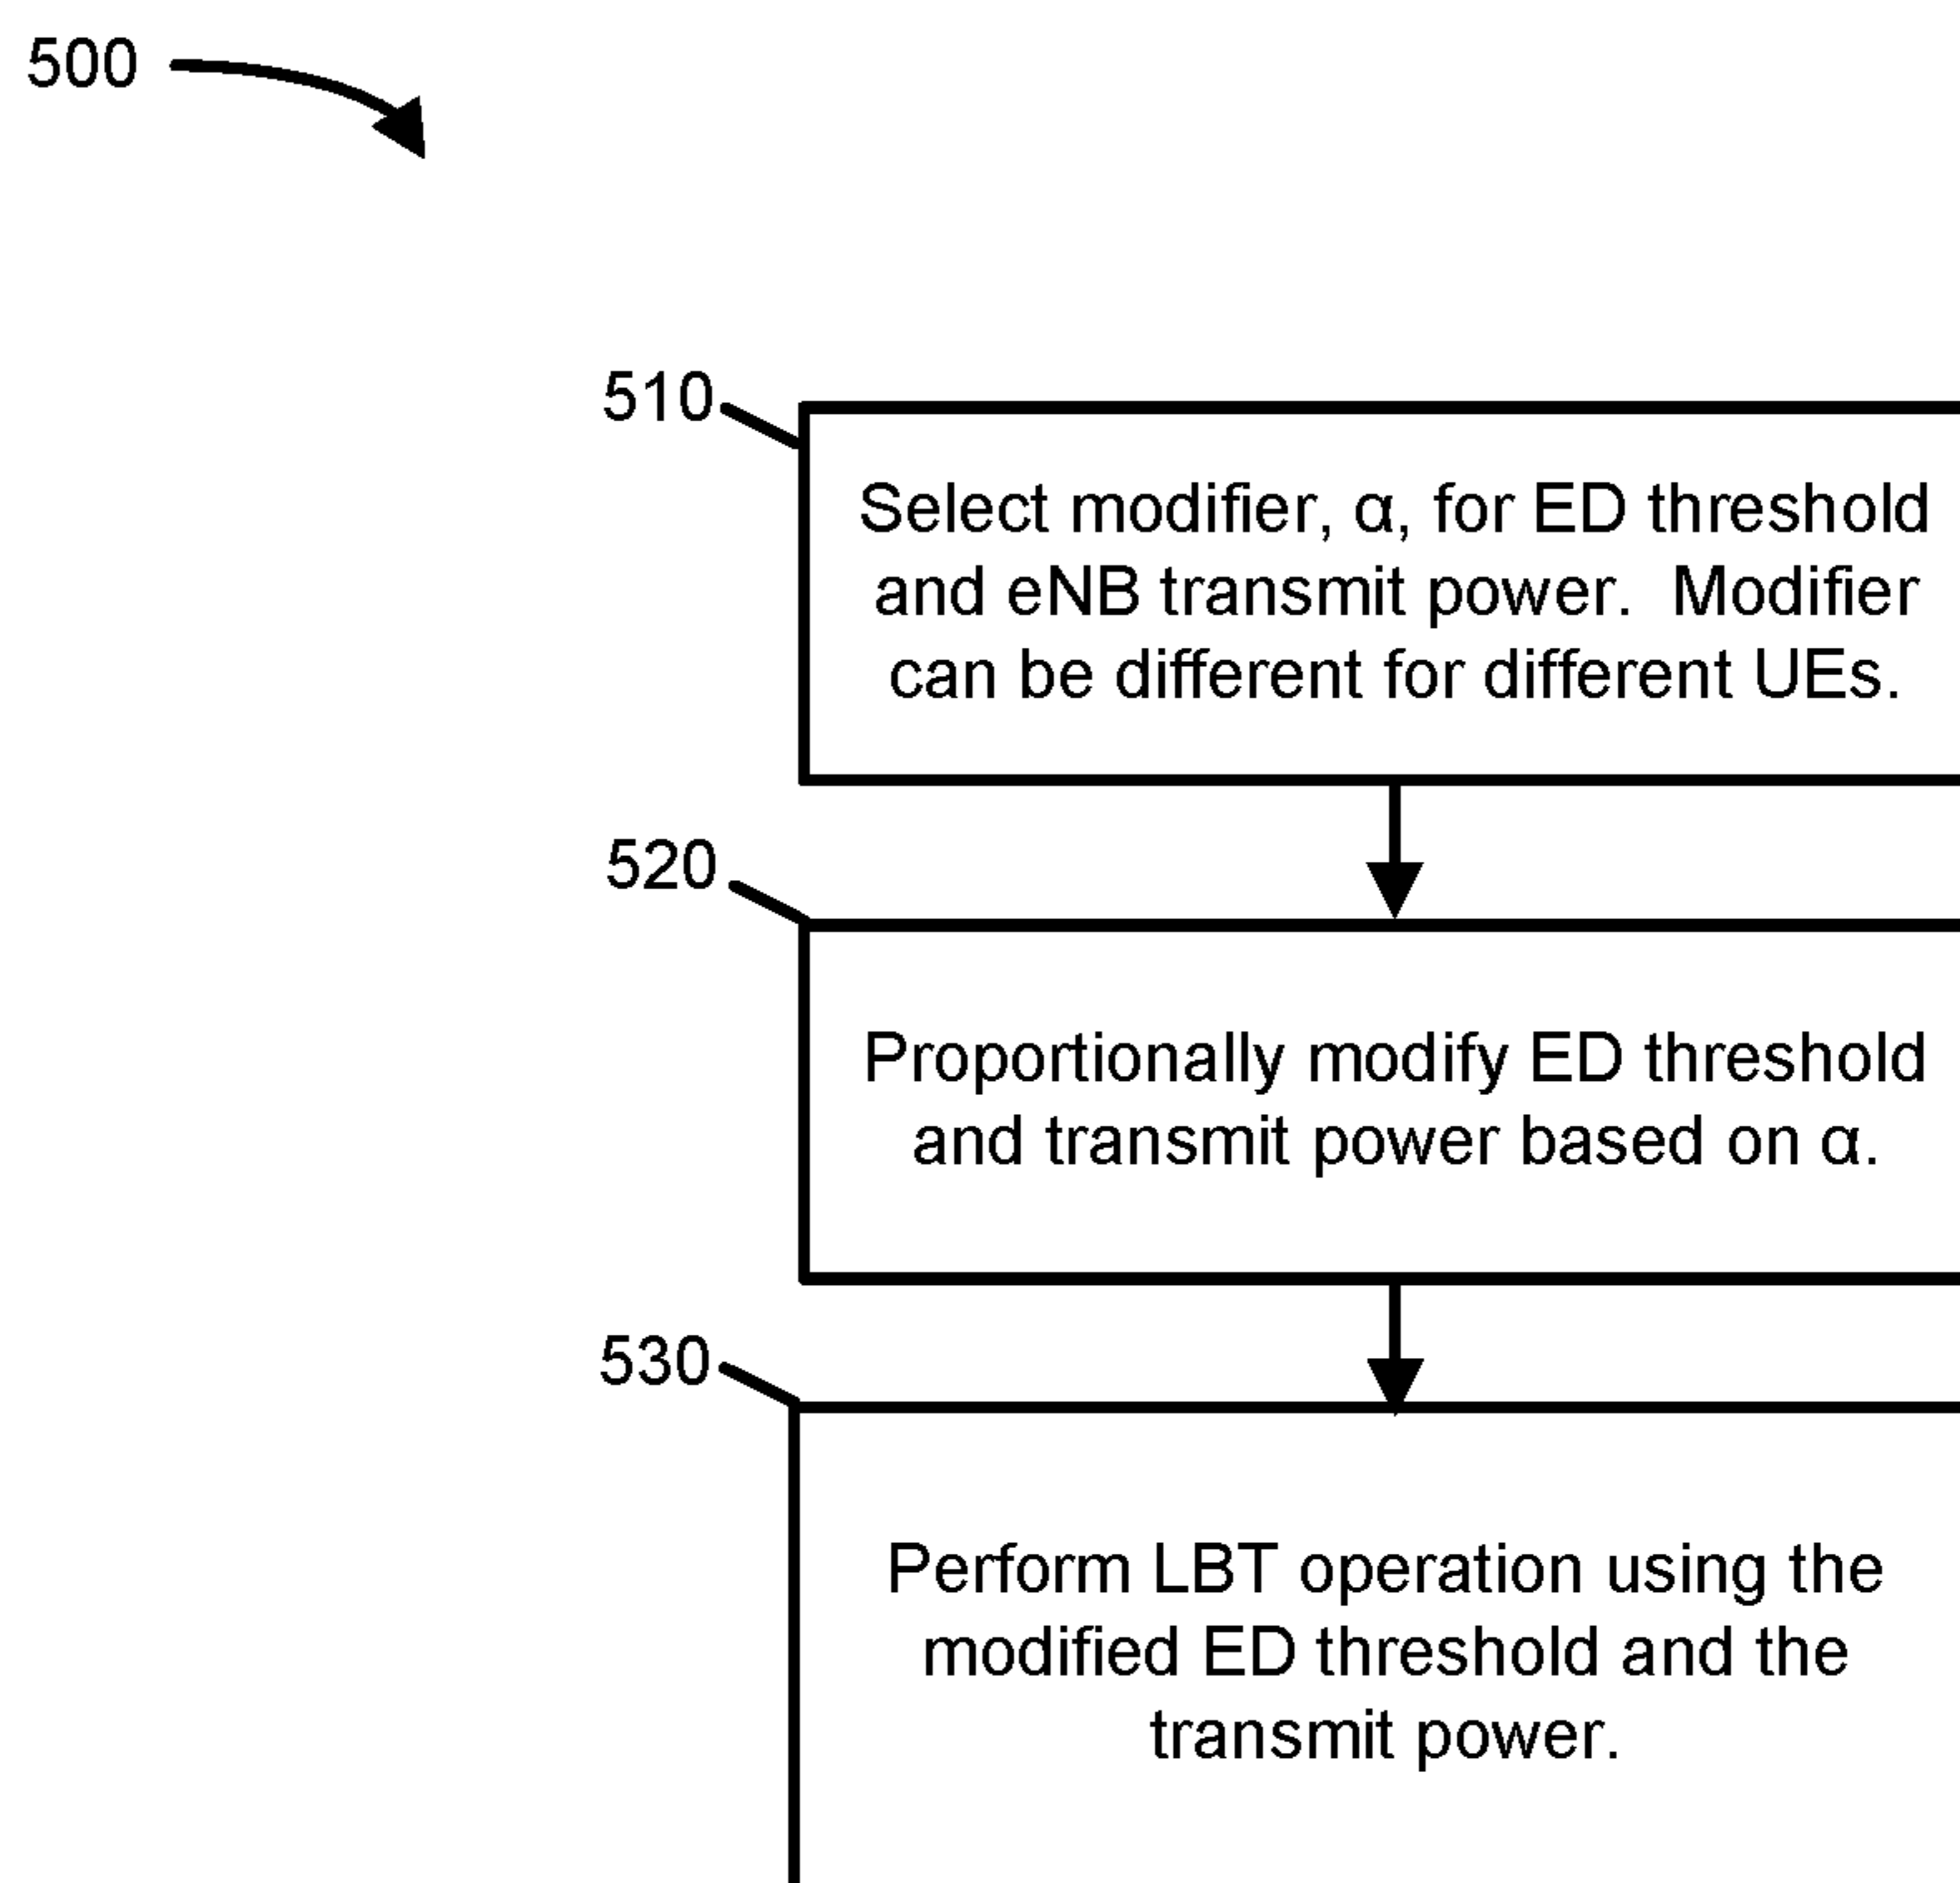 500
510
Select modifier, α, for ED threshold
and eNB transmit power.  Modifier
can be different for different UEs.
520
Proportionally modify ED threshold
and transmit power based on α.
530
Perform LBT operation using the
modified ED threshold and the
transmit power.